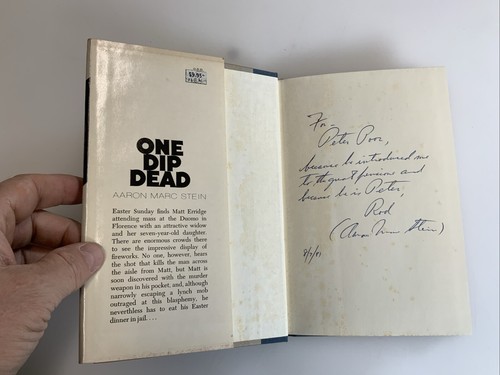 ONE
DIP
DEAD
AARON MARC STEIN
Easter Sunday finds Matt Erridge
attending mass at the Duomo in
Florence with an attractive widow
and her seven-year-old daughter.
There are enormous crowds there
to see the impressive display of
fireworks. No one, however, hears
the shot that kills the man across
the aisle from Matt, but Matt is
soon discovered with the murder
weapon in his pocket, and, although
narrowly escaping a lynch mob
outraged at this blasphemy, he
nevertheless has to eat his Easter
dinner in jail....
For
Peter Poor,
because he introduced me
to the great pensione and
because he is Peter,
Rod
(Aaron Marc Stein)